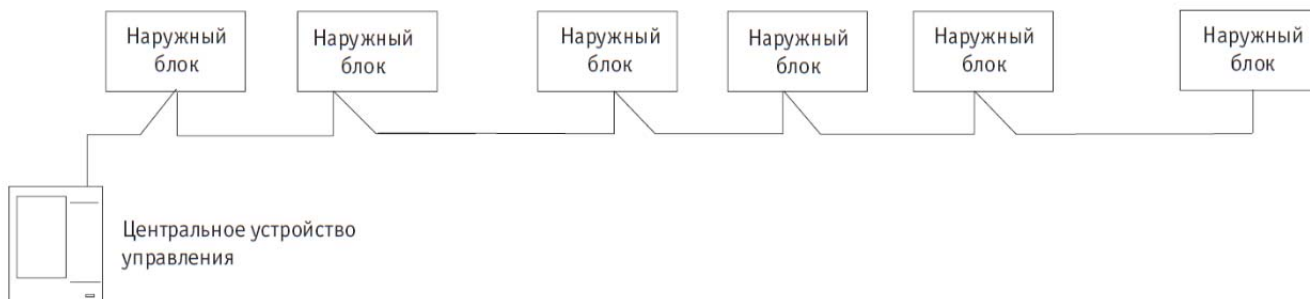 Наружный
блок
Наружный
блок
Наружный
блок
Наружный
блок
Наружный
блок
Наружный
блок
Центральное устройство
управления